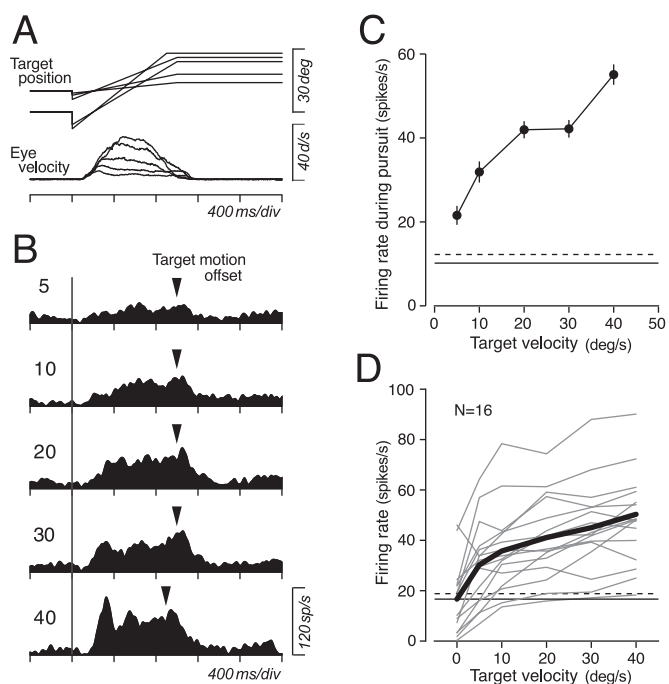 A
Target
position
30 deg
Eye
velocity
40 d/s
400 ms/div
B
Target motion
offset
5
10
20
30
40
120 sp/s
400 ms/div
C
60
40
20
0
Firing rate during pursuit (spikes/s)
0 10 20 30 40 50
Target velocity (deg/s)
D
N=16
100
80
60
40
20
0
Firing rate (spikes/s)
0 10 20 30 40
Target velocity (deg/s)